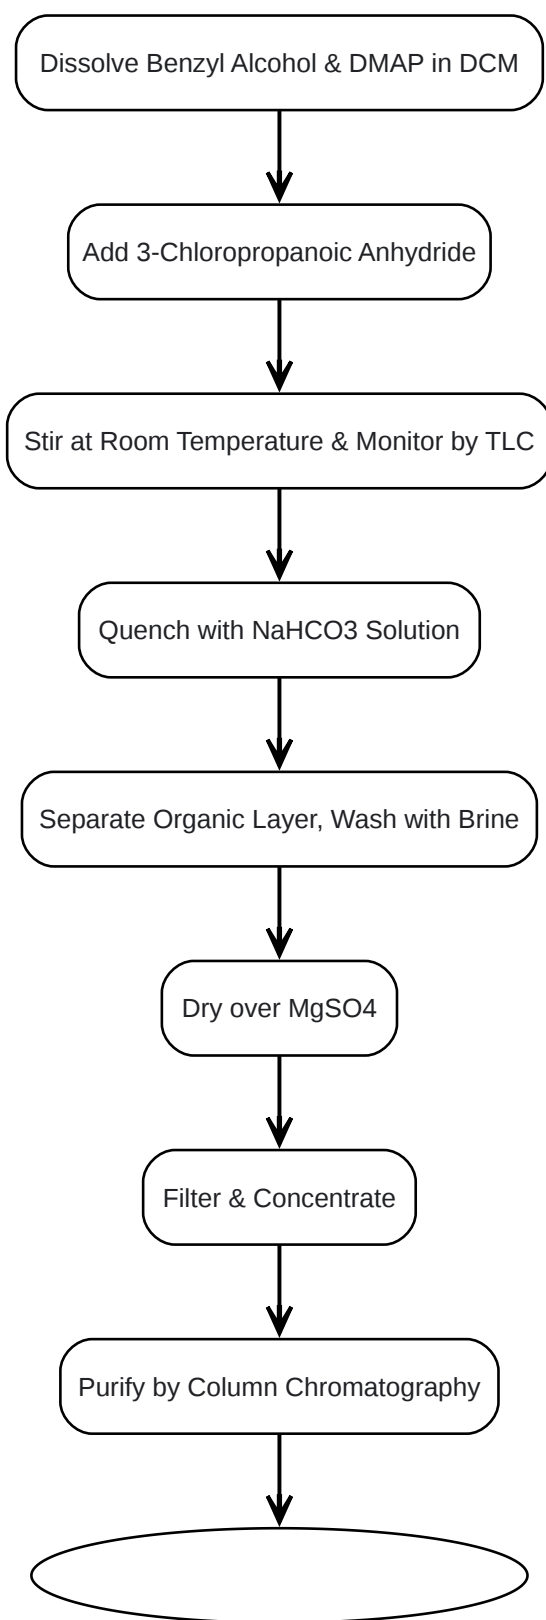 Dissolve Benzyl Alcohol & DMAP in DCM
Add 3-Chloropropanoic Anhydride
Stir at Room Temperature & Monitor by TLC
Quench with NaHCO3 Solution
Separate Organic Layer, Wash with Brine
Dry over MgSO4
Filter & Concentrate
Purify by Column Chromatography